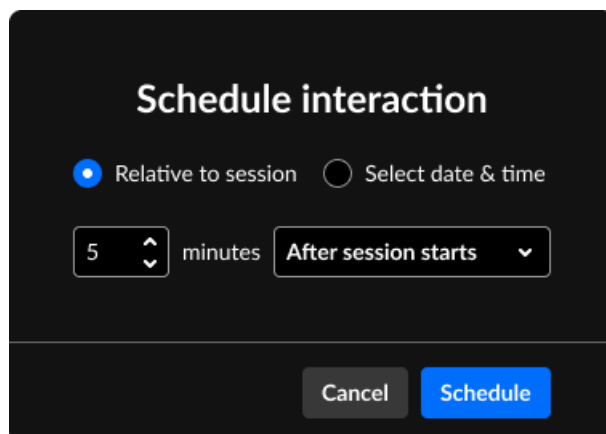 Schedule interaction
Relative to session Select date & time
5 minutes After session starts
Cancel Schedule